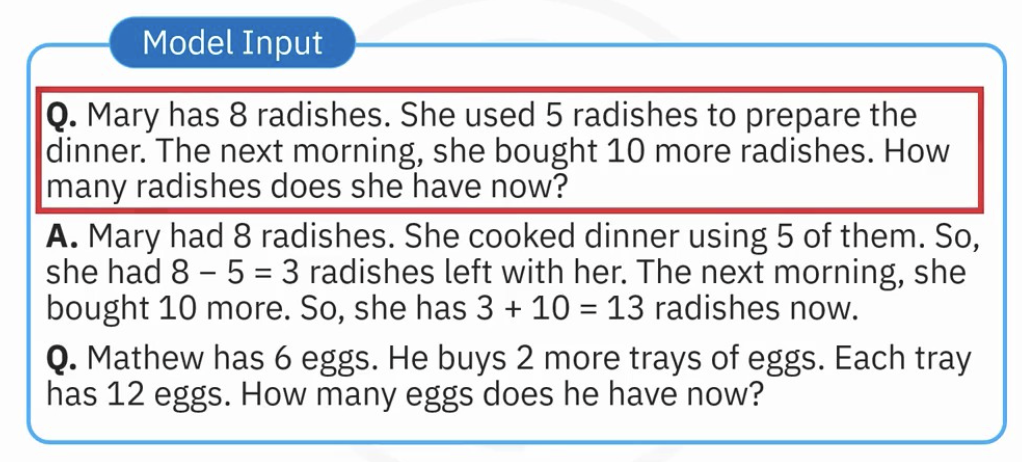 Model Input
Q. Mary has 8 radishes. She used 5 radishes to prepare the
dinner. The next morning, she bought 10 more radishes. How
many radishes does she have now?
A. Mary had 8 radishes. She cooked dinner using 5 of them. So,
she had 8 – 5 = 3 radishes left with her. The next morning, she
bought 10 more. So, she has 3 + 10 = 13 radishes now.
Q. Mathew has 6 eggs. He buys 2 more trays of eggs. Each tray
has 12 eggs. How many eggs does he have now?